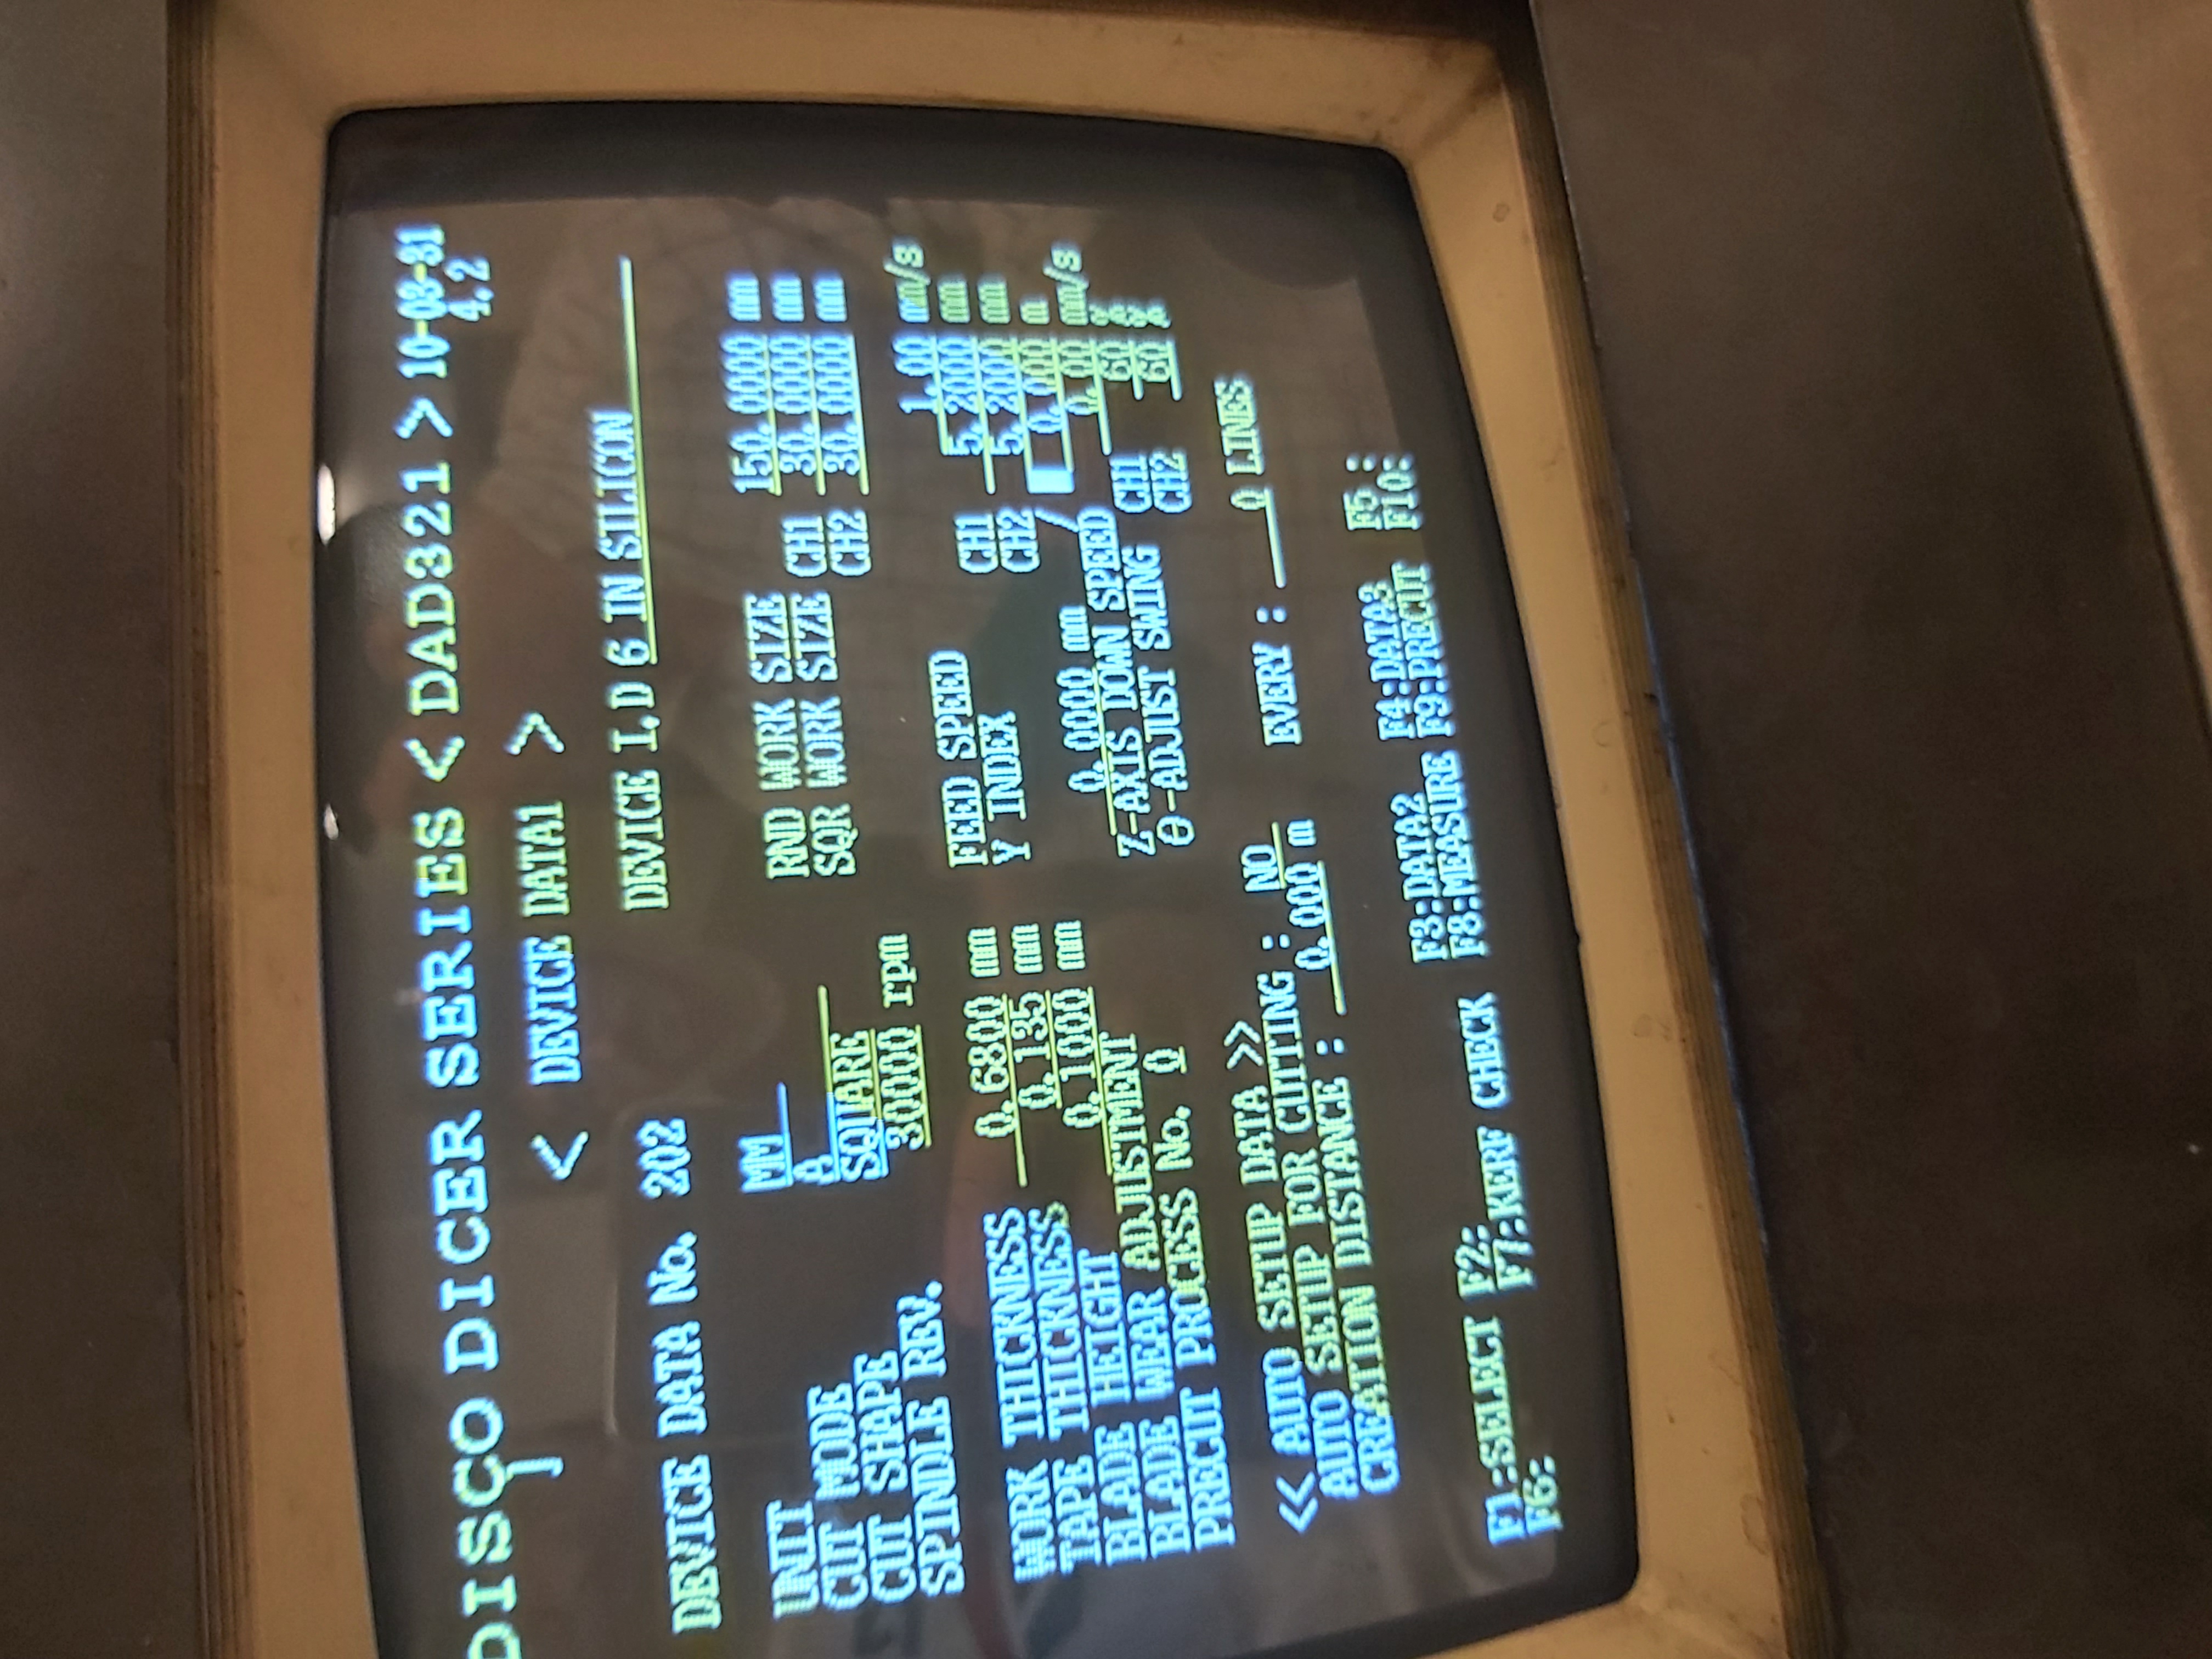 DISCO DICER SERIES < DAD321 > 10-03-31
4.2
< DEVICE DATA1 >
DEVICE DATA No. 202 DEVICE I.D 6 IN SILICON
UNIT MM RND WORK SIZE 150.0000 mm
CUT MODE A SQR WORK SIZE CH1 30.0000 mm
CUT SHAPE SQUARE CH2 30.0000 mm
SPINDLE REV. 30000 rpm
FEED SPEED 1.00 mm/s
WORK THICKNESS 0.6800 mm Y INDEX CH1 5.2000 mm
TAPE THICKNESS 0.135 mm CH2 5.2000 mm
BLADE HEIGHT 0.1000 mm
BLADE WEAR ADJUSTMENT 0.0000 mm / 0.000 m
PRECUT PROCESS No. 0 Z-AXIS DOWN SPEED 0.00 mm/s
θ-ADJUST SWING CH1 60 %
CH2 60 %
<< AUTO SETUP DATA >>
AUTO SETUP FOR CUTTING : NO EVERY : 0 LINES
CREATION DISTANCE : 0.000 m
F1:SELECT F2: F3:DATA2 F4:DATA3 F5:
F6: F7:KERF CHECK F8:MEASURE F9:PRECUT F10: